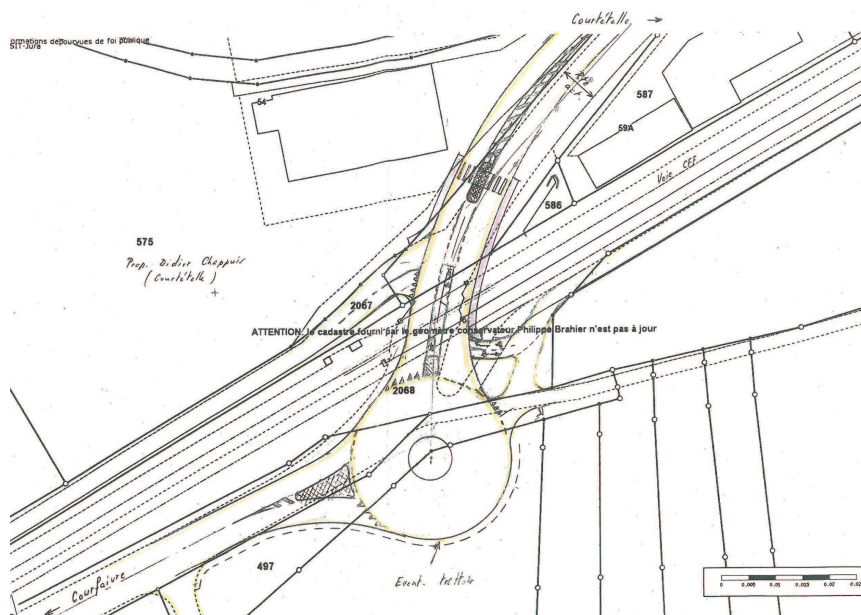 Courtételle
ormations dépourvues de foi publique
SIT-Jura
54
587
59A
Voie CFF
586
575
Prop. Didier Chappuis
(Courtételle)
2067
ATTENTION: le cadastre fourni par le géomètre conservateur Philippe Brahier n'est pas à jour
2068
497
Courfaivre
Event. trottoir
0 0.005 0.01 0.015 0.02